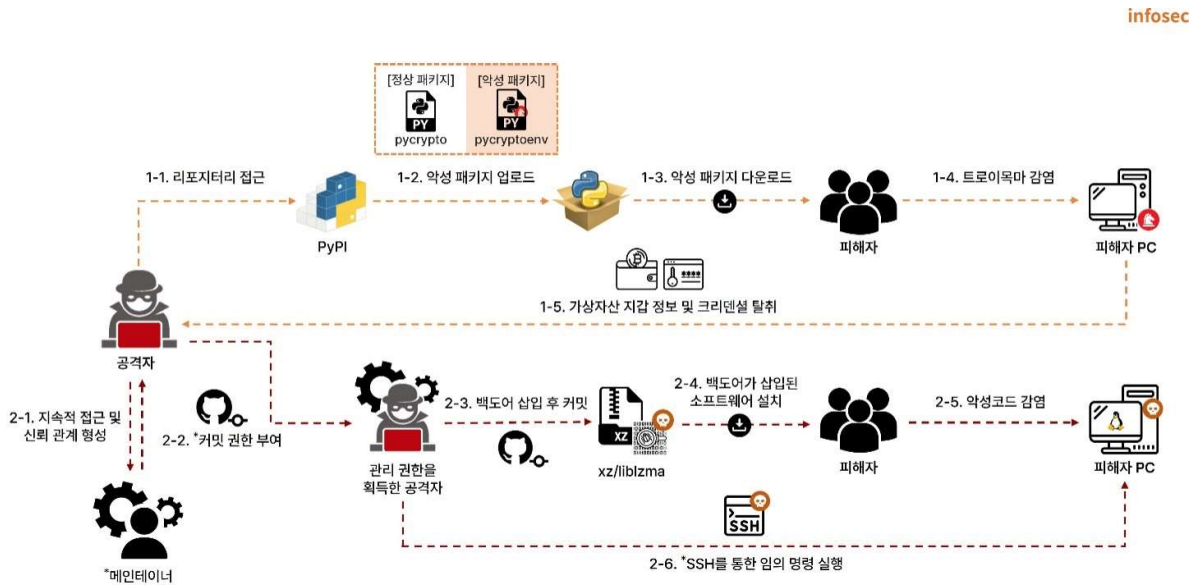 infosec
[정상 패키지]
[악성 패키지]
PY
PY
pycrypto
pycryptoenv
1-1. 리포지터리 접근
1-2. 악성 패키지 업로드
1-3. 악성 패키지 다운로드
1-4. 트로이목마 감염
PyPI
피해자
피해자 PC
****
1-5. 가상자산 지갑 정보 및 크리덴셜 탈취
공격자
2-1. 지속적 접근 및
신뢰 관계 형성
2-2. *커밋 권한 부여
2-3. 백도어 삽입 후 커밋
2-4. 백도어가 삽입된
소프트웨어 설치
2-5. 악성코드 감염
XZ
관리 권한을
획득한 공격자
xz/liblzma
피해자
피해자 PC
SSH
*메인테이너
2-6. *SSH를 통한 임의 명령 실행